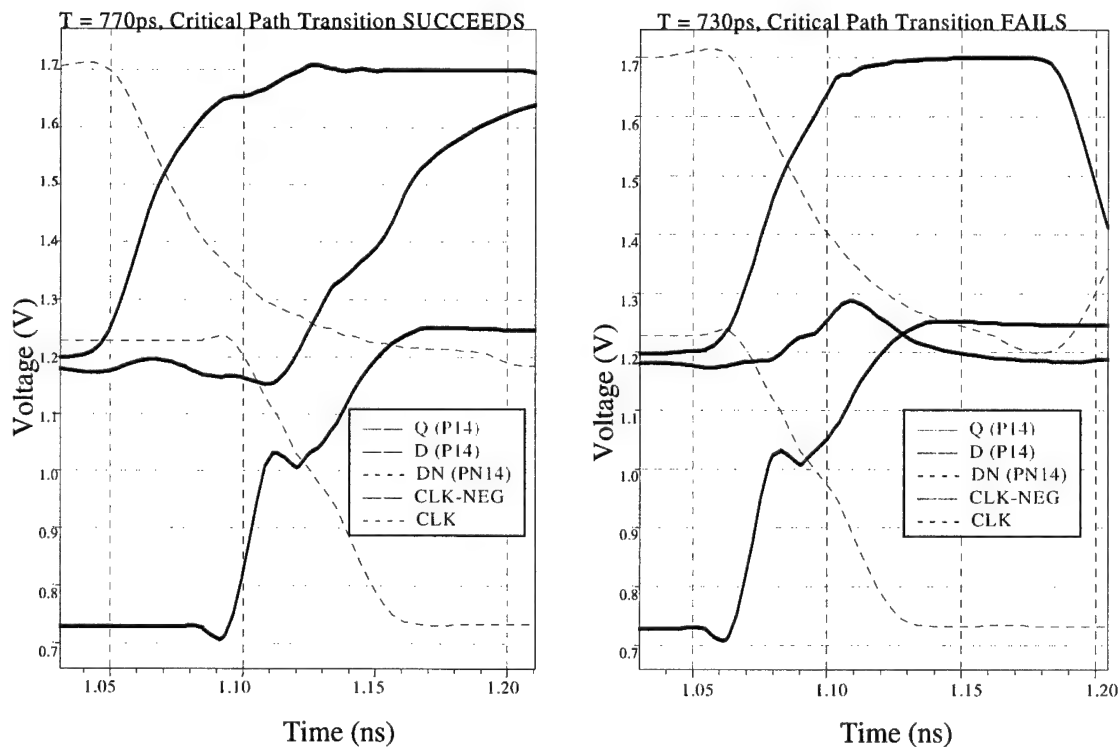 T = 770ps, Critical Path Transition SUCCEEDS
1.7
1.6
1.5
1.4
1.3
1.2
1.1
1.0
0.9
0.8
0.7
Voltage (V)
Q (P14)
D (P14)
DN (PN14)
CLK-NEG
CLK
1.05
1.10
1.15
1.20
Time (ns)
T = 730ps, Critical Path Transition FAILS
1.7
1.6
1.5
1.4
1.3
1.2
1.1
1.0
0.9
0.8
0.7
Voltage (V)
Q (P14)
D (P14)
DN (PN14)
CLK-NEG
CLK
1.05
1.10
1.15
1.20
Time (ns)